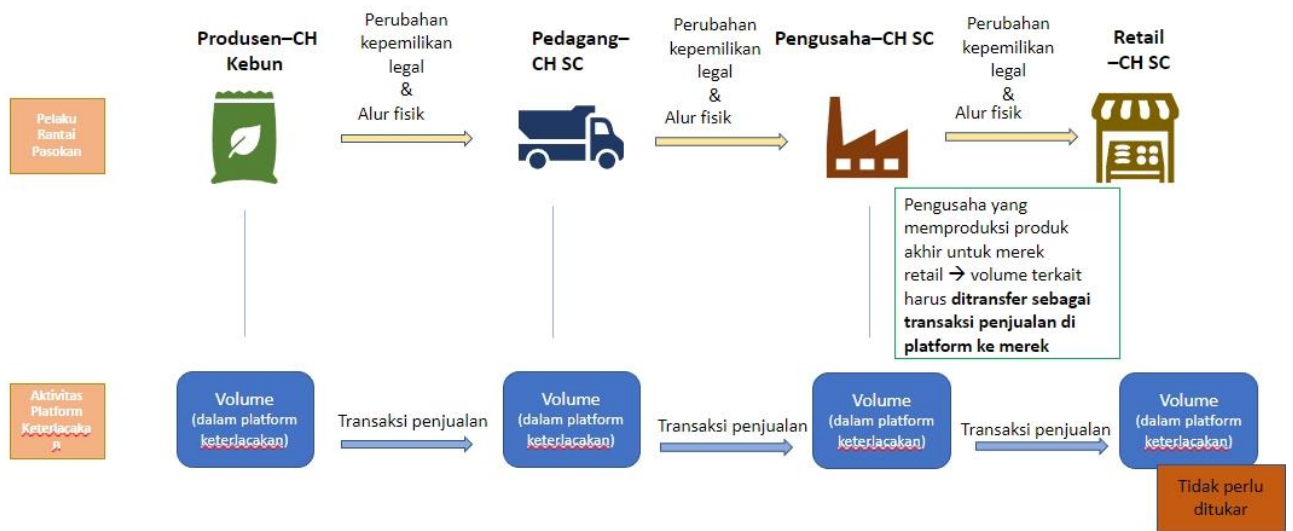 Produsen–CH
Kebun
Perubahan
kepemilikan
legal
&
Alur fisik
Pedagang–
CH SC
Perubahan
kepemilikan
legal
&
Alur fisik
Pengusaha–CH SC
Perubahan
kepemilikan
legal
&
Alur fisik
Retail
–CH SC
Pelaku
Rantai
Pasokan
Pengusaha yang
memproduksi produk
akhir untuk merek
retail → volume terkait
harus ditransfer sebagai
transaksi penjualan di
platform ke merek
Aktivitas
Platform
Keterlacaka
n
Volume
(dalam platform
keterlacakan)
Transaksi penjualan
Volume
(dalam platform
keterlacakan)
Transaksi penjualan
Volume
(dalam platform
keterlacakan)
Transaksi penjualan
Volume
(dalam platform
keterlacakan)
Tidak perlu
ditukar